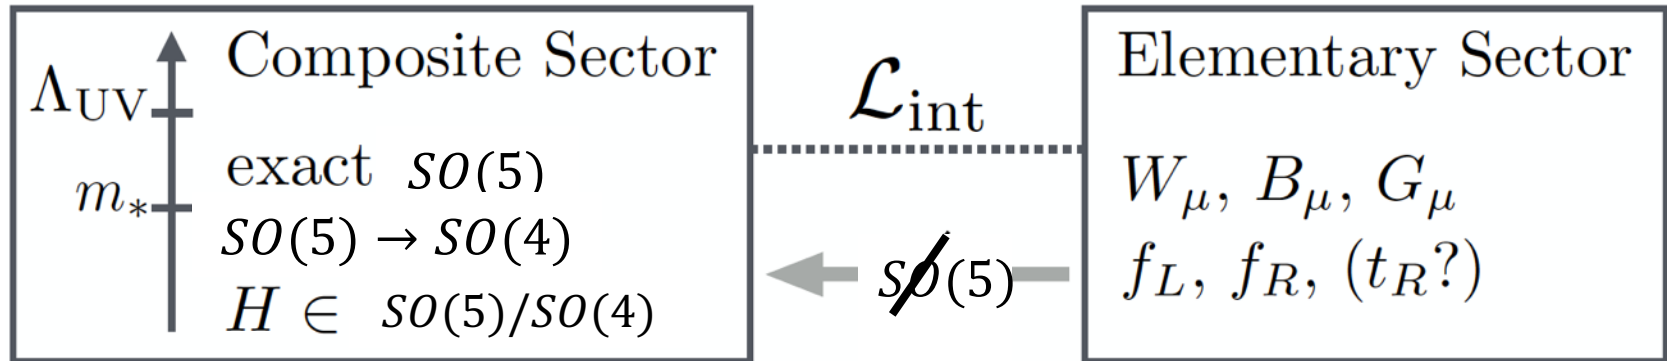 Composite Sector
Λ_UV
exact SO(5)
m_*
SO(5) → SO(4)
H ∈ SO(5)/SO(4)
ℒ_int
SO(5)
Elementary Sector
W_μ, B_μ, G_μ
f_L, f_R, (t_R?)